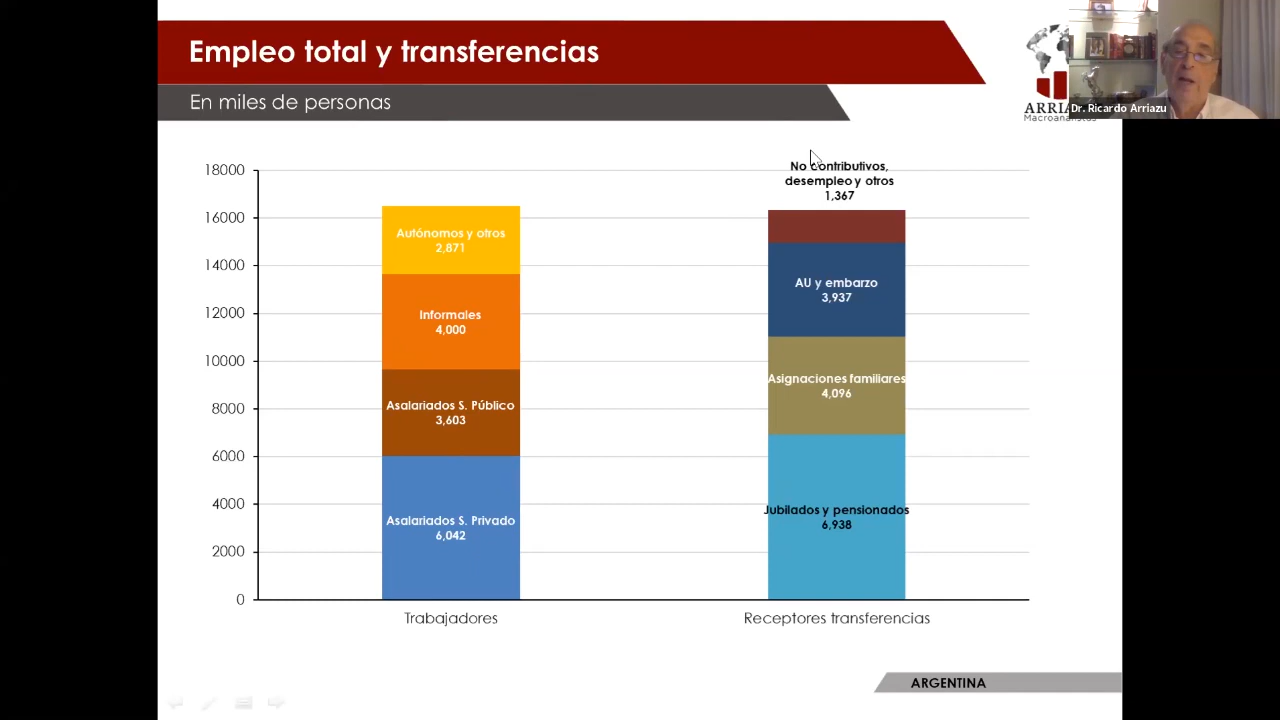 Empleo total y transferencias
En miles de personas
Dr. Ricardo Arriazu
Macroanalistas
18000
16000
14000
12000
10000
8000
6000
4000
2000
0
Autónomos y otros
2,871
Informales
4,000
Asalariados S. Público
3,603
Asalariados S. Privado
6,042
No contributivos,
desempleo y otros
1,367
AU y embarzo
3,937
Asignaciones familiares
4,096
Jubilados y pensionados
6,938
Trabajadores
Receptores transferencias
ARGENTINA